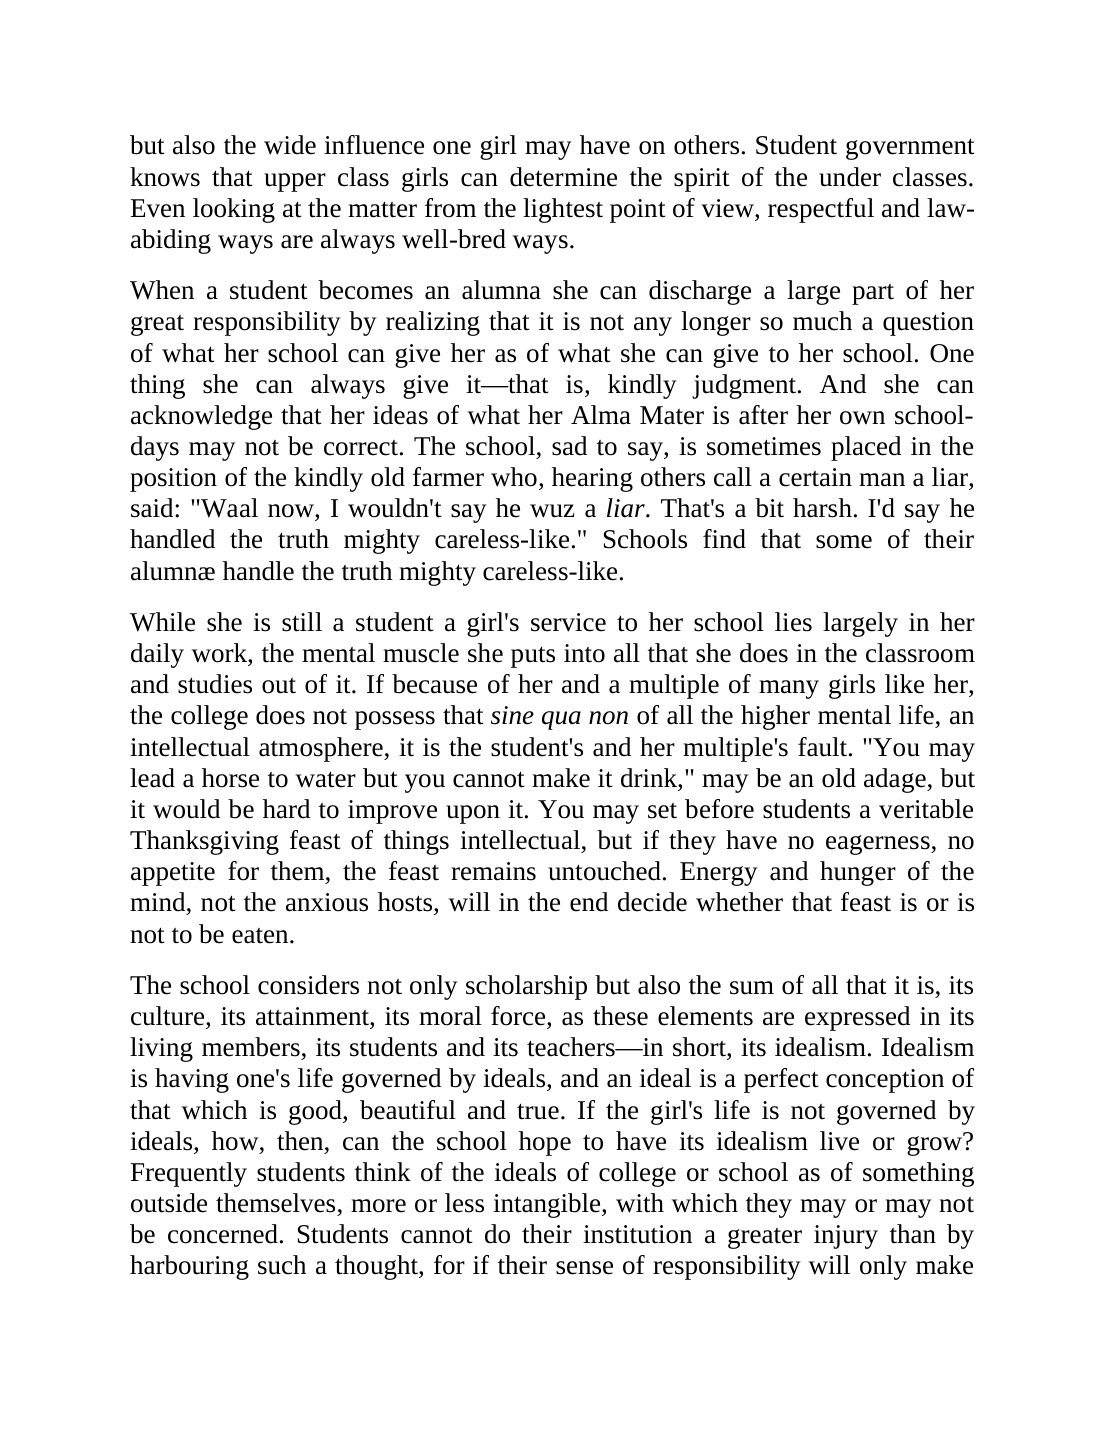 but also the wide influence one girl may have on others. Student government
knows that upper class girls can determine the spirit of the under classes.
Even looking at the matter from the lightest point of view, respectful and law-
abiding ways are always well-bred ways.
When a student becomes an alumna she can discharge a large part of her
great responsibility by realizing that it is not any longer so much a question
of what her school can give her as of what she can give to her school. One
thing she can always give it—that is, kindly judgment. And she can
acknowledge that her ideas of what her Alma Mater is after her own school-
days may not be correct. The school, sad to say, is sometimes placed in the
position of the kindly old farmer who, hearing others call a certain man a liar,
said: "Waal now, I wouldn't say he wuz a liar. That's a bit harsh. I'd say he
handled the truth mighty careless-like." Schools find that some of their
alumnæ handle the truth mighty careless-like.
While she is still a student a girl's service to her school lies largely in her
daily work, the mental muscle she puts into all that she does in the classroom
and studies out of it. If because of her and a multiple of many girls like her,
the college does not possess that sine qua non of all the higher mental life, an
intellectual atmosphere, it is the student's and her multiple's fault. "You may
lead a horse to water but you cannot make it drink," may be an old adage, but
it would be hard to improve upon it. You may set before students a veritable
Thanksgiving feast of things intellectual, but if they have no eagerness, no
appetite for them, the feast remains untouched. Energy and hunger of the
mind, not the anxious hosts, will in the end decide whether that feast is or is
not to be eaten.
The school considers not only scholarship but also the sum of all that it is, its
culture, its attainment, its moral force, as these elements are expressed in its
living members, its students and its teachers—in short, its idealism. Idealism
is having one's life governed by ideals, and an ideal is a perfect conception of
that which is good, beautiful and true. If the girl's life is not governed by
ideals, how, then, can the school hope to have its idealism live or grow?
Frequently students think of the ideals of college or school as of something
outside themselves, more or less intangible, with which they may or may not
be concerned. Students cannot do their institution a greater injury than by
harbouring such a thought, for if their sense of responsibility will only make